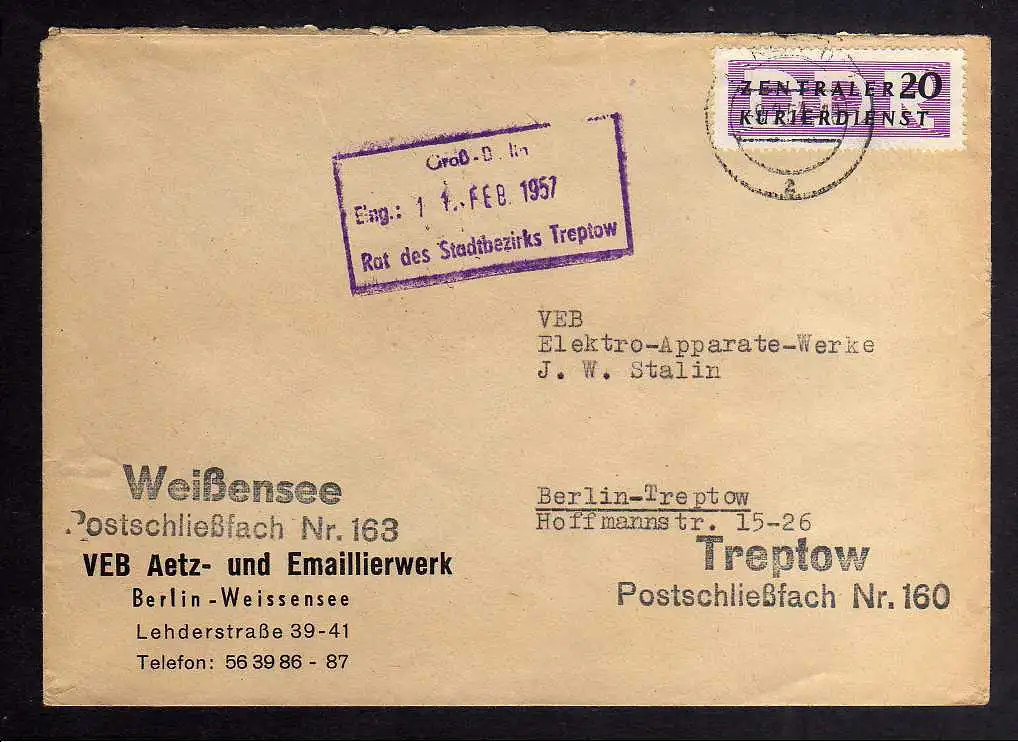 DDR
ZENTRALER 20
KURIERDIENST
a
Eing.: 1 1. FEB. 1957
Rat des Stadtbezirks Treptow
VEB
Elektro-Apparate-Werke
J. W. Stalin
Berlin-Treptow
Hoffmannstr. 15-26
Treptow
Postschließfach Nr. 160
Weißensee
Postschließfach Nr. 163
VEB Aetz- und Emaillierwerk
Berlin-Weissensee
Lehderstraße 39-41
Telefon: 56 39 86 - 87